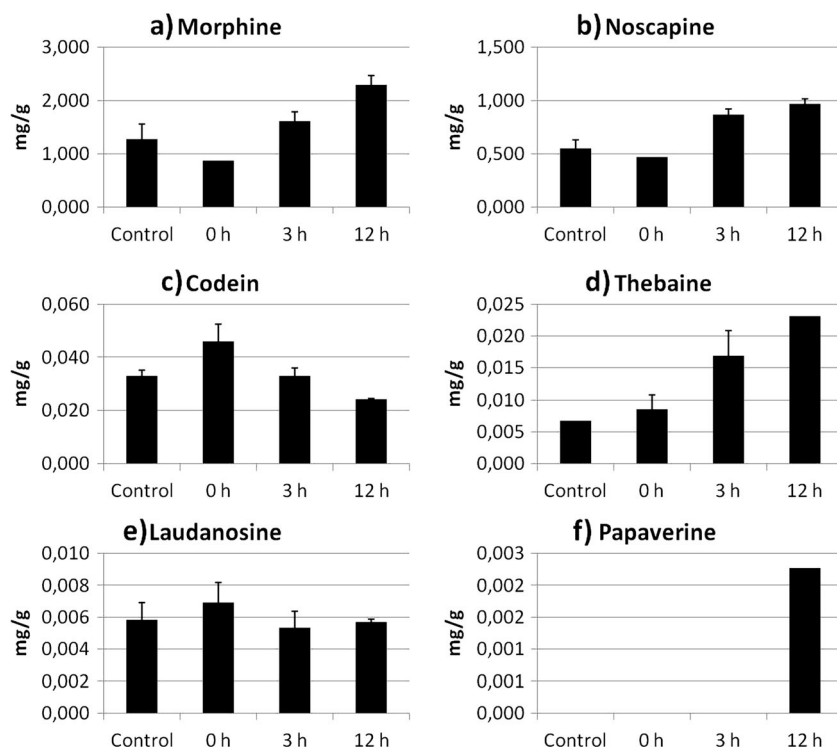 a) Morphine
mg/g
3,000
2,000
1,000
0,000
Control 0 h 3 h 12 h
b) Noscapine
mg/g
1,500
1,000
0,500
0,000
Control 0 h 3 h 12 h
c) Codein
mg/g
0,060
0,040
0,020
0,000
Control 0 h 3 h 12 h
d) Thebaine
mg/g
0,025
0,020
0,015
0,010
0,005
0,000
Control 0 h 3 h 12 h
e) Laudanosine
mg/g
0,010
0,008
0,006
0,004
0,002
0,000
Control 0 h 3 h 12 h
f) Papaverine
mg/g
0,003
0,002
0,002
0,001
0,001
0,000
Control 0 h 3 h 12 h